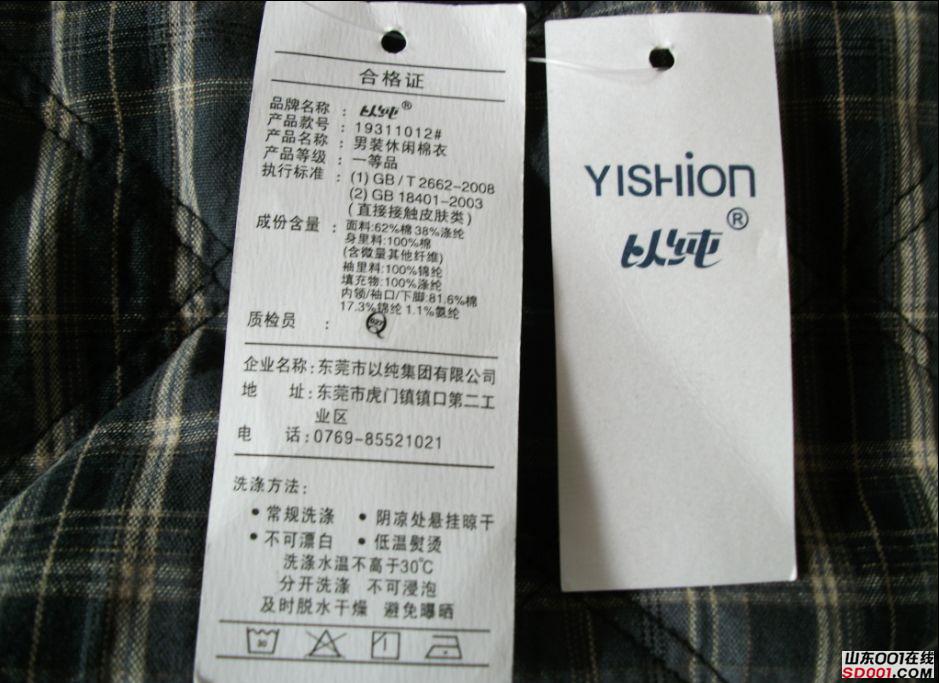 合格证
品牌名称：以纯®
产品款号：19311012#
产品名称：男装休闲棉衣
产品等级：一等品
执行标准：(1) GB/T2662-2008
(2) GB 18401-2003
(直接接触皮肤类)
成份含量：面料:62%棉 38%涤纶
身里料:100%棉
(含微量其他纤维)
袖里料:100%锦纶
填充物:100%涤纶
内领/袖口/下脚:81.6%棉
17.3%锦纶 1.1%氨纶
质检员：
企业名称:东莞市以纯集团有限公司
地 址:东莞市虎门镇镇口第二工
业区
电 话:0769-85521021
洗涤方法:
•常规洗涤 •阴凉处悬挂晾干
•不可漂白 •低温熨烫
洗涤水温不高于30℃
分开洗涤 不可浸泡
及时脱水干燥 避免曝晒
30
YISHION
®
以纯
山东001在线
SD001.COM